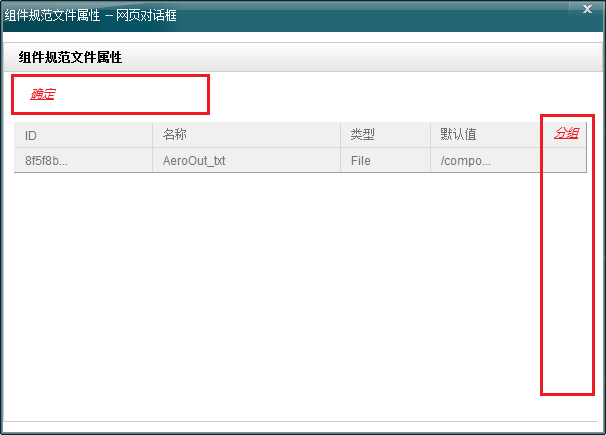 组件规范文件属性 -- 网页对话框
x
组件规范文件属性
确定
ID 名称 类型 默认值 分组
8f5f8b... AeroOut_txt File /compo...